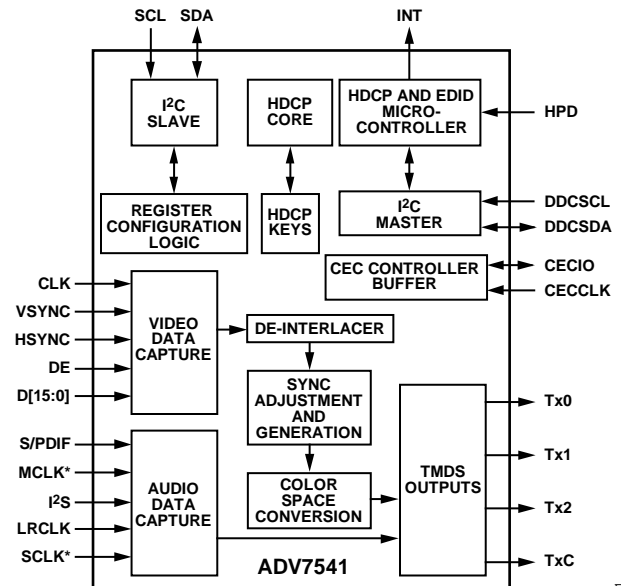 SCL SDA INT
I²C
SLAVE
HDCP
CORE
HDCP AND EDID
MICRO-
CONTROLLER
HPD
REGISTER
CONFIGURATION
LOGIC
HDCP
KEYS
I²C
MASTER
DDCSCL
DDCSDA
CEC CONTROLLER
BUFFER
CECIO
CECCLK
CLK
VSYNC
HSYNC
DE
D[15:0]
VIDEO
DATA
CAPTURE
DE-INTERLACER
SYNC
ADJUSTMENT
AND
GENERATION
S/PDIF
MCLK*
I²S
LRCLK
SCLK*
AUDIO
DATA
CAPTURE
COLOR
SPACE
CONVERSION
TMDS
OUTPUTS
Tx0
Tx1
Tx2
TxC
ADV7541